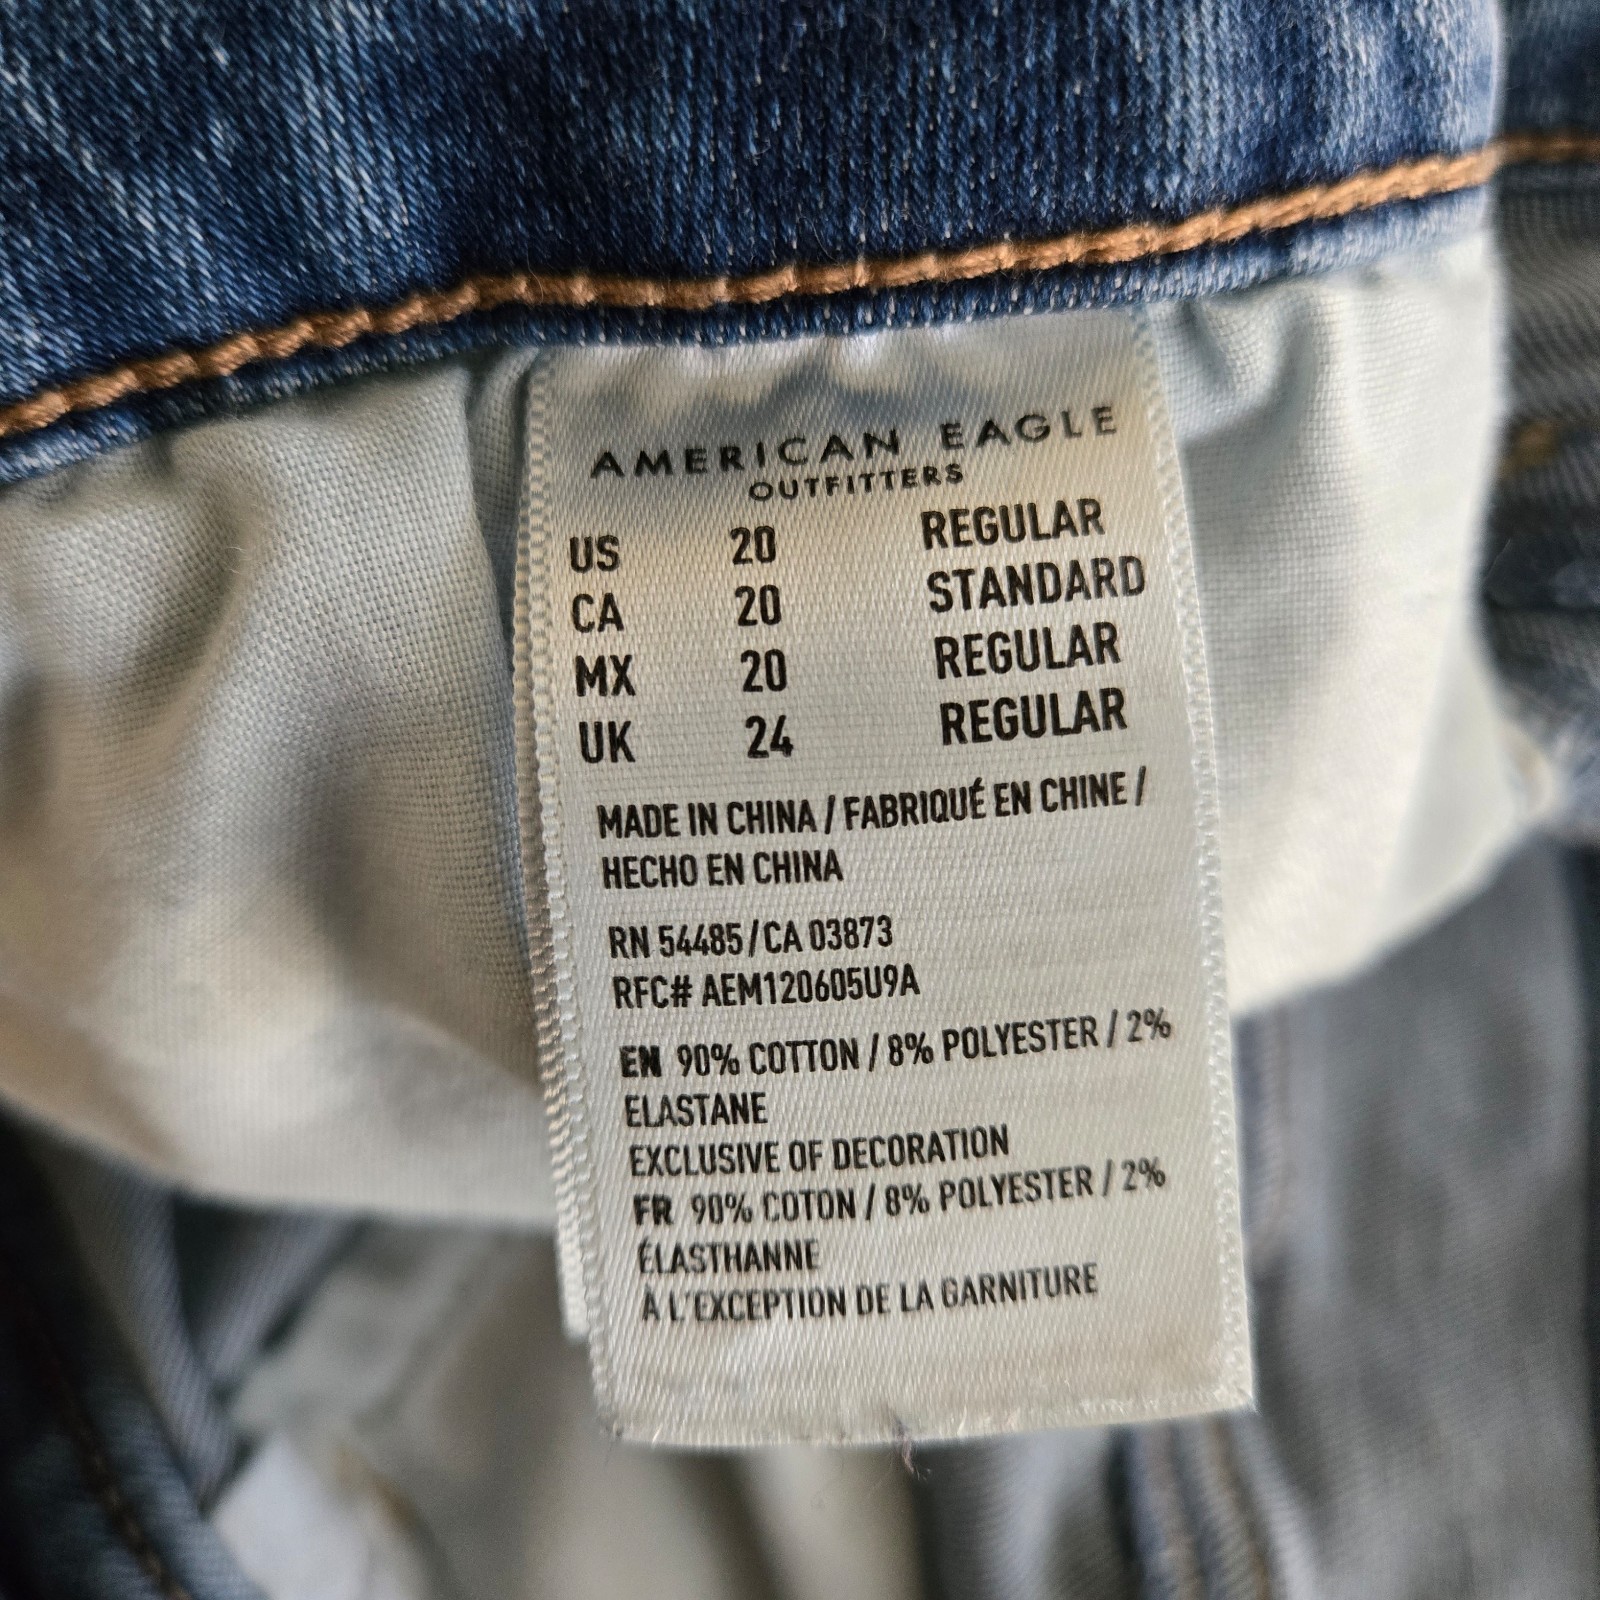 AMERICAN EAGLE
OUTFITTERS
US 20 REGULAR
CA 20 STANDARD
MX 20 REGULAR
UK 24 REGULAR
MADE IN CHINA / FABRIQUÉ EN CHINE /
HECHO EN CHINA
RN 54485 / CA 03873
RFC# AEM120605U9A
EN 90% COTTON / 8% POLYESTER / 2%
ELASTANE
EXCLUSIVE OF DECORATION
FR 90% COTON / 8% POLYESTER / 2%
ÉLASTHANNE
À L'EXCEPTION DE LA GARNITURE